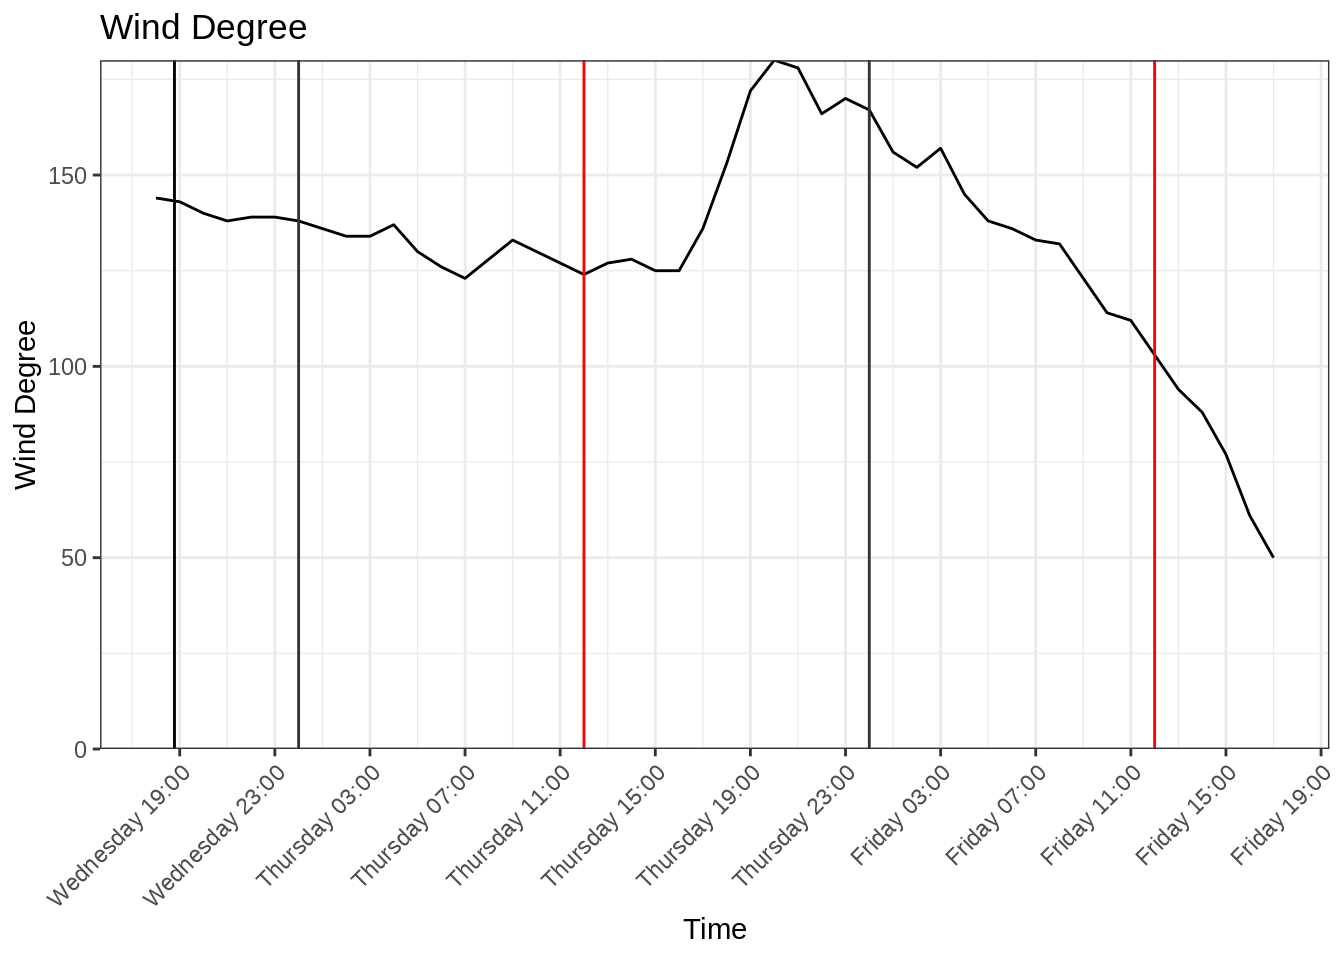 Wind Degree
Wind Degree
150
100
50
0
Wednesday 19:00
Wednesday 23:00
Thursday 03:00
Thursday 07:00
Thursday 11:00
Thursday 15:00
Thursday 19:00
Thursday 23:00
Friday 03:00
Friday 07:00
Friday 11:00
Friday 15:00
Friday 19:00
Time